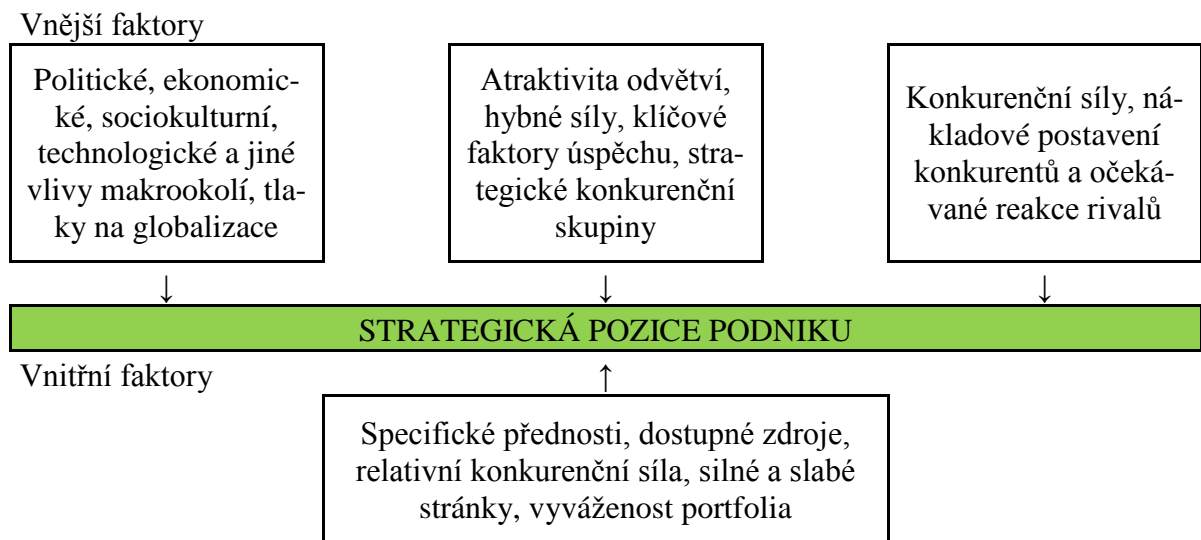 Vnější faktory
Politické, ekonomic-
ké, sociokulturní,
technologické a jiné
vlivy makrookolí, tla-
ky na globalizace
Atraktivita odvětví,
hybné síly, klíčové
faktory úspěchu, stra-
tegické konkurenční
skupiny
Konkurenční síly, ná-
kladové postavení
konkurentů a očeká-
vané reakce rivalů
↓ ↓ ↓
STRATEGICKÁ POZICE PODNIKU
Vnitřní faktory
↑
Specifické přednosti, dostupné zdroje,
relativní konkurenční síla, silné a slabé
stránky, vyváženost portfolia